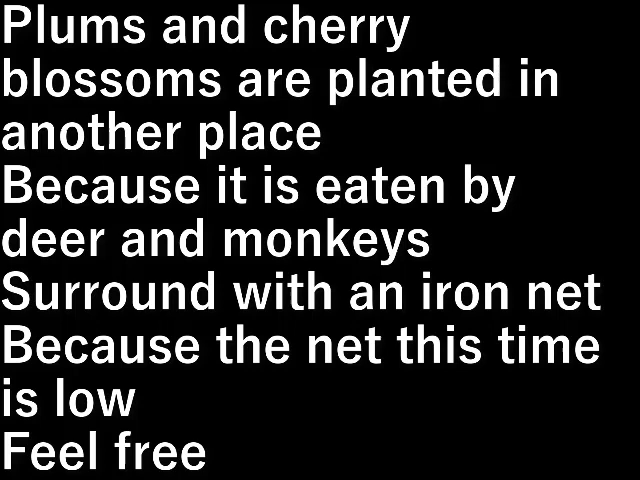 Plums and cherry
blossoms are planted in
another place
Because it is eaten by
deer and monkeys
Surround with an iron net
Because the net this time
is low
Feel free